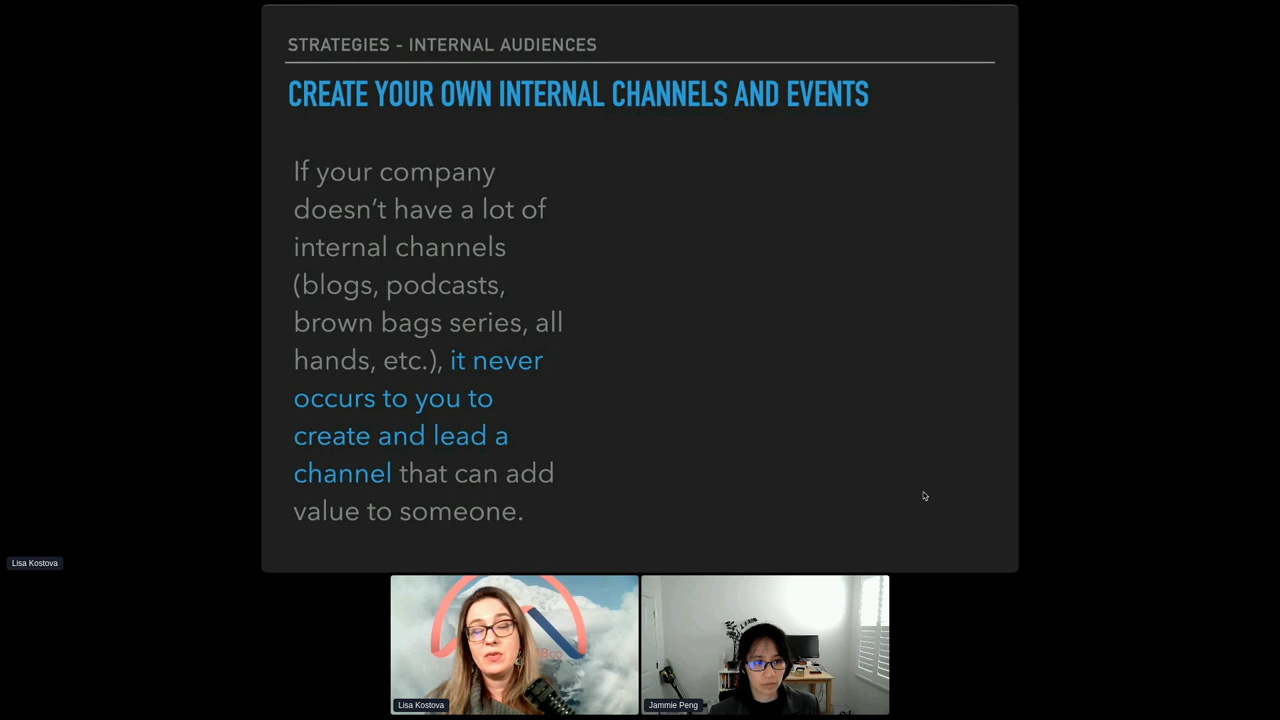 STRATEGIES - INTERNAL AUDIENCES
CREATE YOUR OWN INTERNAL CHANNELS AND EVENTS
If your company
doesn’t have a lot of
internal channels
(blogs, podcasts,
brown bags series, all
hands, etc.), it never
occurs to you to
create and lead a
channel that can add
value to someone.
Lisa Kostova
Lisa Kostova
Jammie Peng